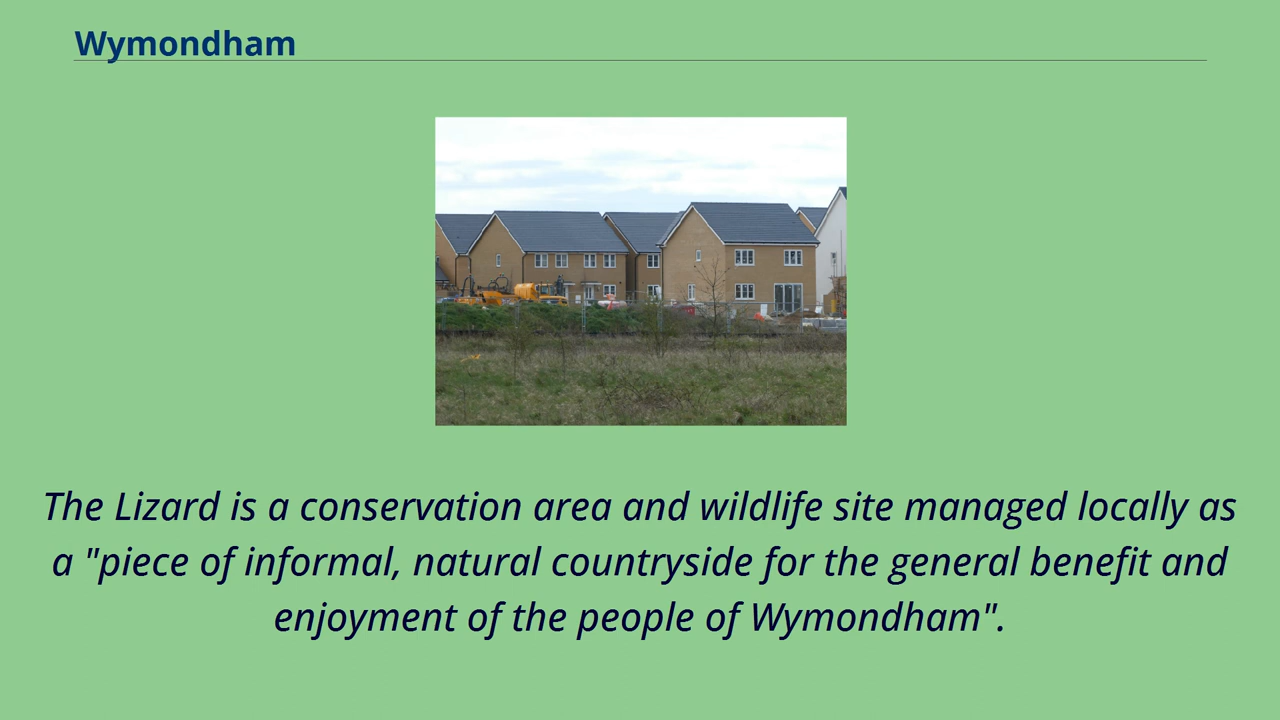 Wymondham
The Lizard is a conservation area and wildlife site managed locally as
a "piece of informal, natural countryside for the general benefit and
enjoyment of the people of Wymondham".